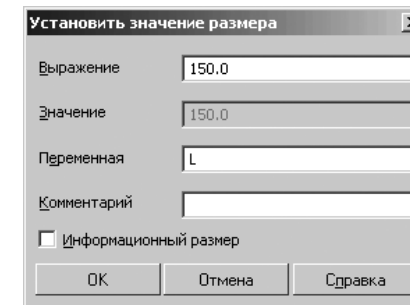 Установить значение размера
Выражение 150.0
Значение 150.0
Переменная L
Комментарий
Информационный размер
OK Отмена Справка